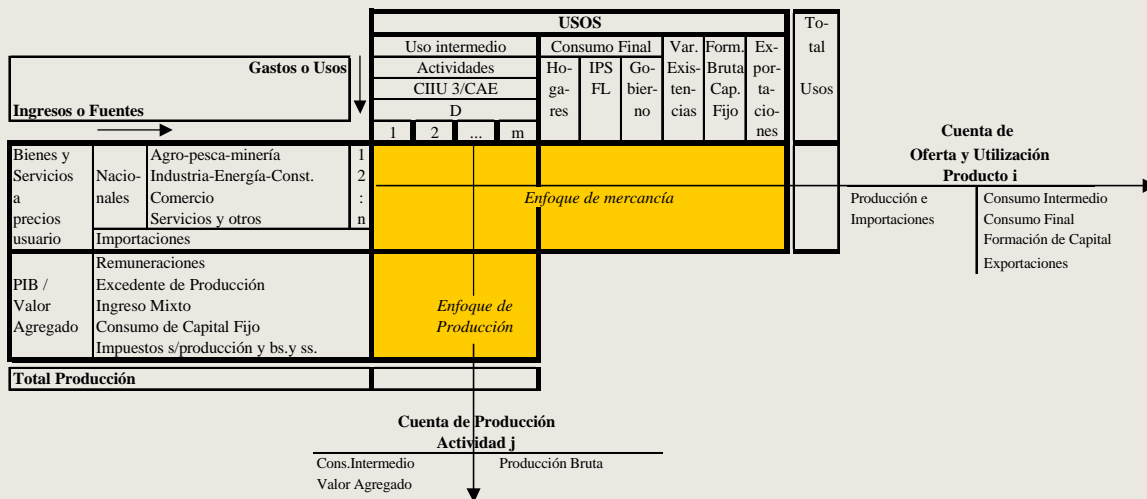 USOS
To-
tal
Usos
Uso intermedio
Consumo Final
Var.
Exis-
ten-
cias
Form.
Bruta
Cap.
Fijo
Ex-
por-
ta-
cio-
nes
Gastos o Usos
Actividades
Ho-
ga-
res
IPS
FL
Go-
bier-
no
CIIU 3/CAE
Ingresos o Fuentes
D
1 2 ... m
Bienes y
Servicios
a
precios
usuario
Nacio-
nales
Agro-pesca-minería
Industria-Energía-Const.
Comercio
Servicios y otros
1
2
:
n
Importaciones
Enfoque de mercancía
Cuenta de
Oferta y Utilización
Producto i
Producción e
Importaciones
Consumo Intermedio
Consumo Final
Formación de Capital
Exportaciones
PIB /
Valor
Agregado
Remuneraciones
Excedente de Producción
Ingreso Mixto
Consumo de Capital Fijo
Impuestos s/producción y bs.y ss.
Enfoque de
Producción
Total Producción
Cuenta de Producción
Actividad j
Cons.Intermedio
Valor Agregado
Producción Bruta